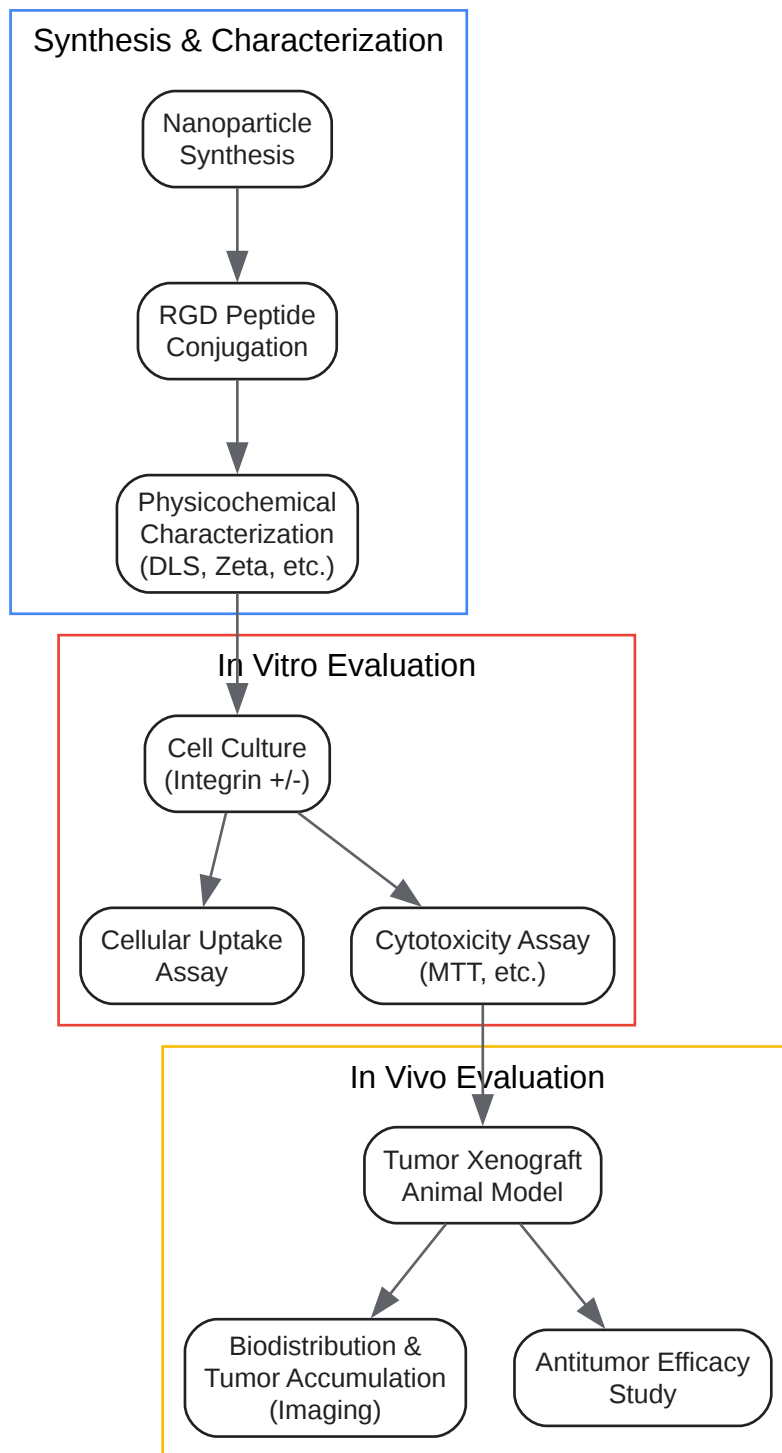 Synthesis & Characterization
Nanoparticle
Synthesis
RGD Peptide
Conjugation
Physicochemical
Characterization
(DLS, Zeta, etc.)
In Vitro Evaluation
Cell Culture
(Integrin +/-)
Cellular Uptake
Assay
Cytotoxicity Assay
(MTT, etc.)
In Vivo Evaluation
Tumor Xenograft
Animal Model
Biodistribution &
Tumor Accumulation
(Imaging)
Antitumor Efficacy
Study